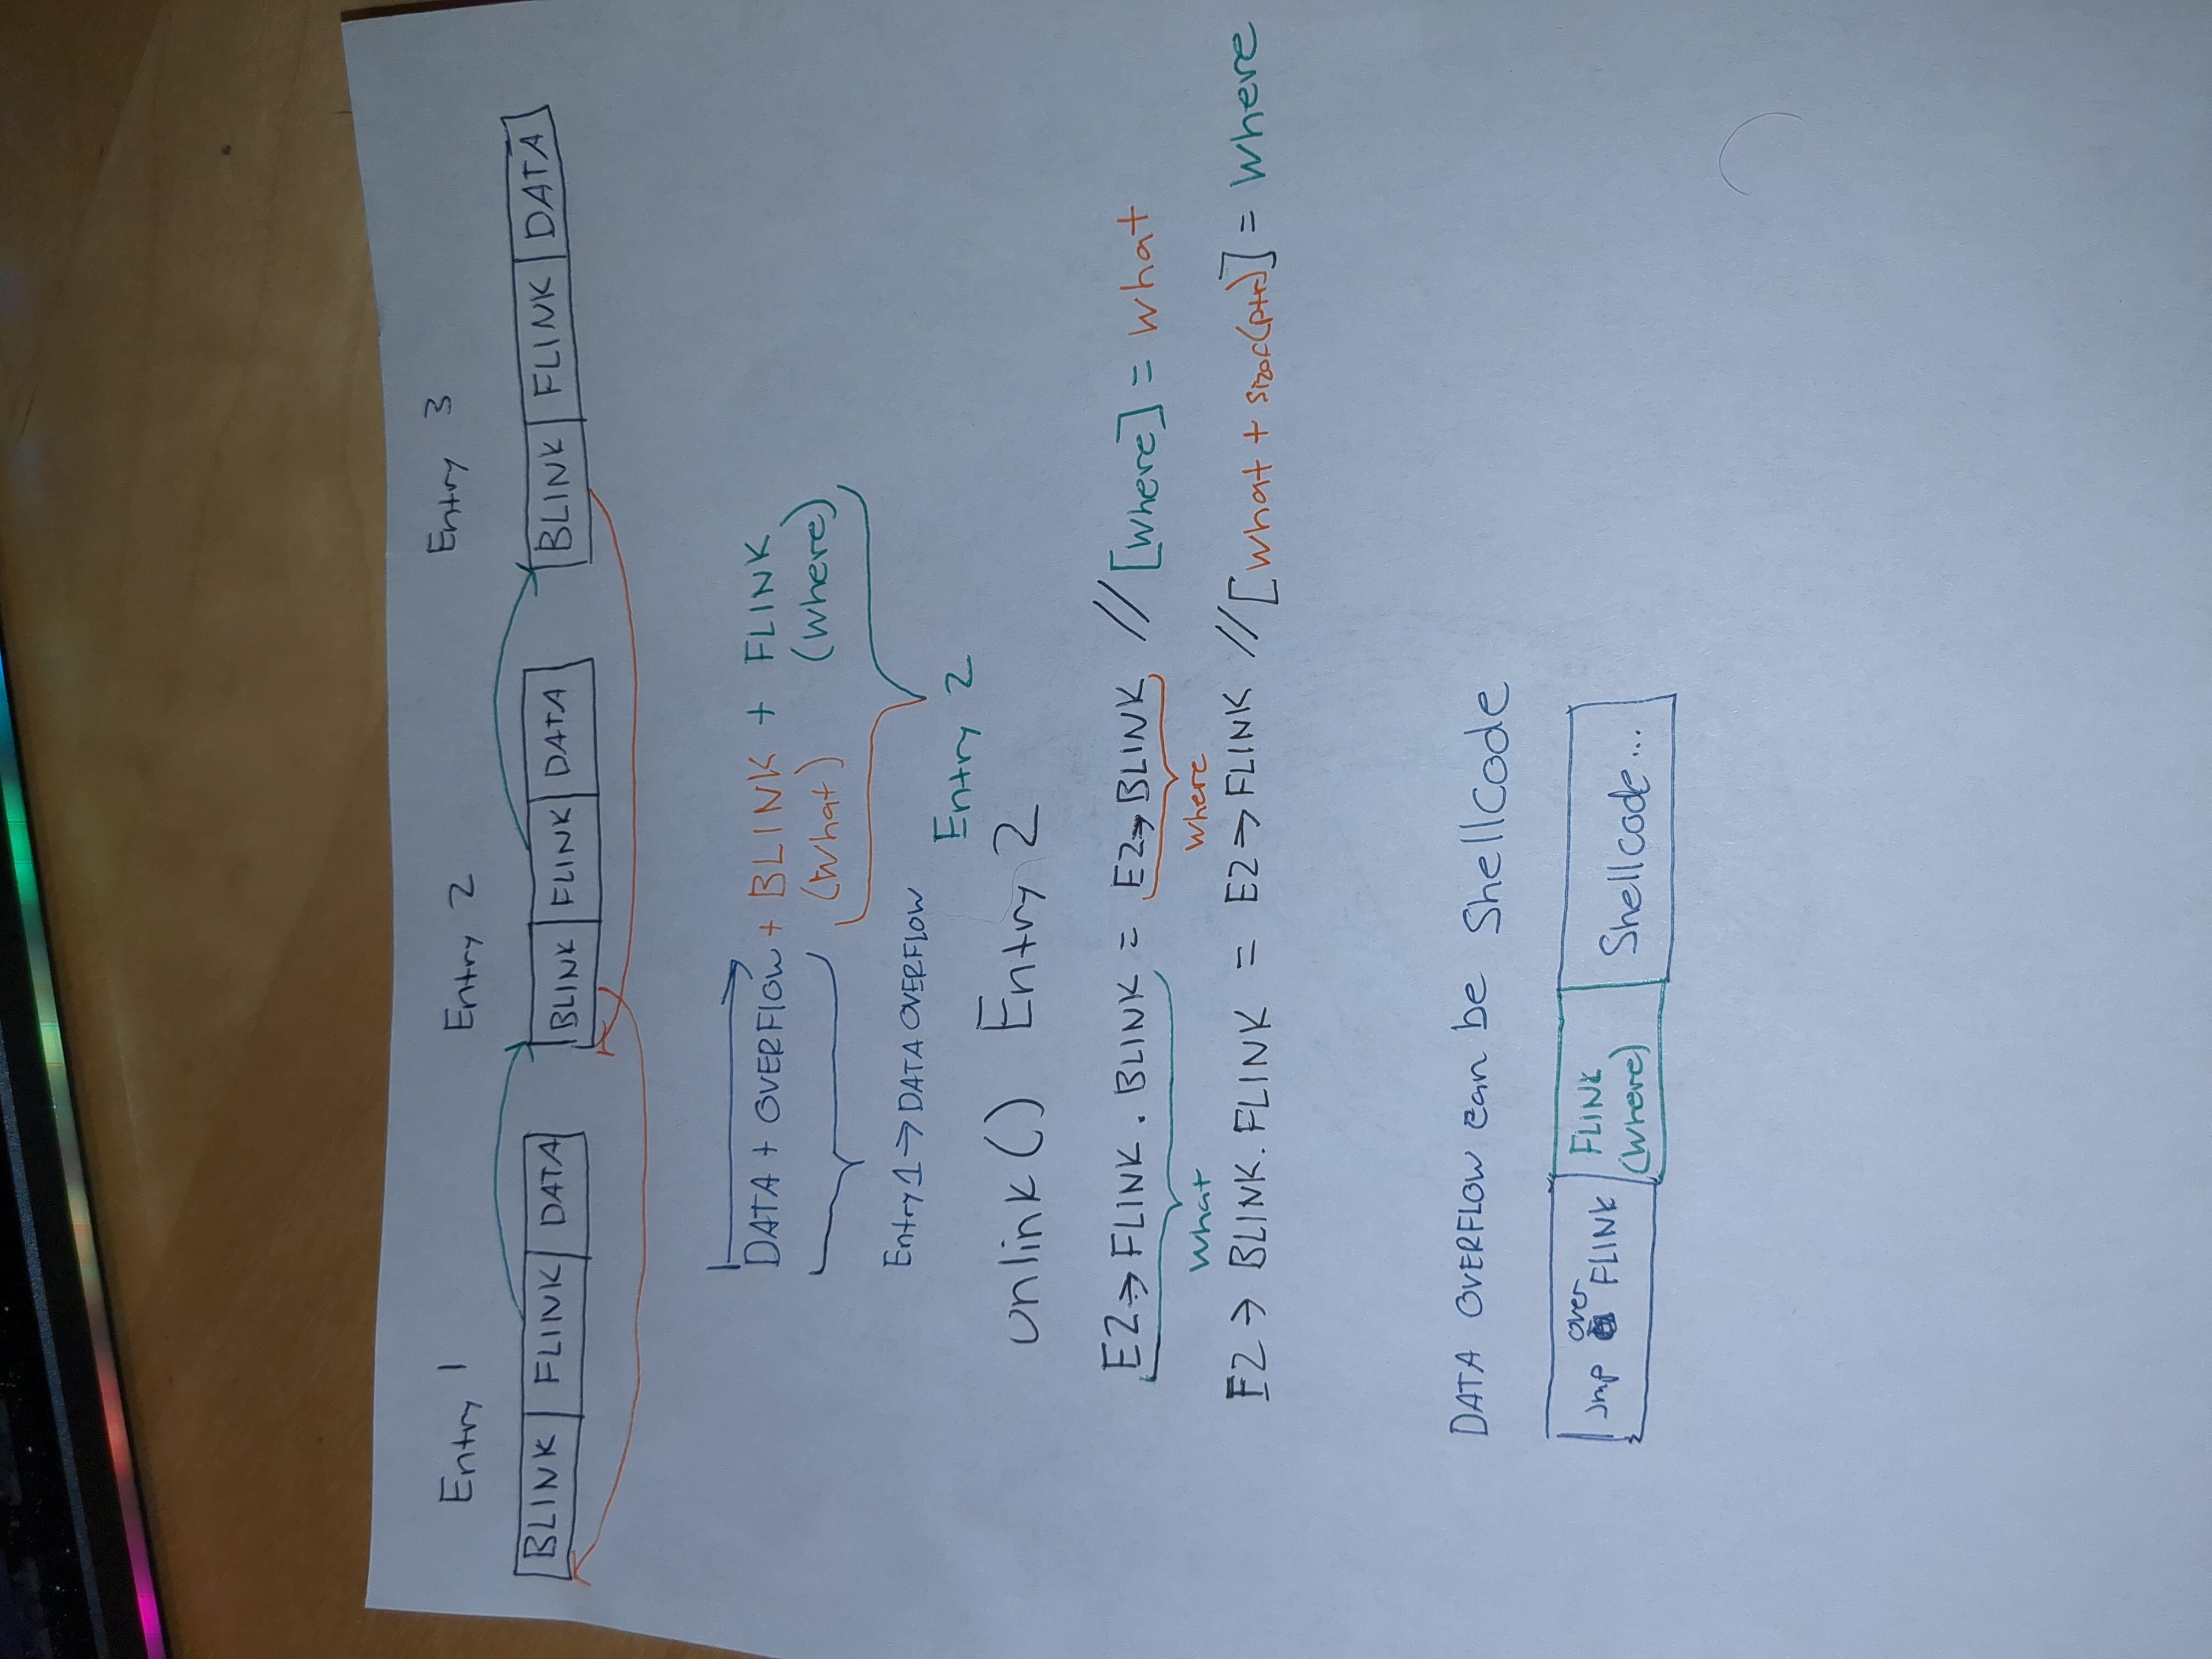 Entry 1 Entry 2 Entry 3
BLINK FLINK DATA BLINK FLINK DATA BLINK FLINK DATA
DATA + OVERFLOW + BLINK + FLINK
(What) (Where)
Entry 1 → DATA OVERFLOW
Entry 2
unlink() Entry 2
E2→FLINK.BLINK = E2→BLINK // [Where] = What
What Where
E2→BLINK.FLINK = E2→FLINK // [What + sizof(ptr)] = Where
DATA OVERFLOW can be ShellCode
Jmp over FLINK FLINK (Where) Shellcode...